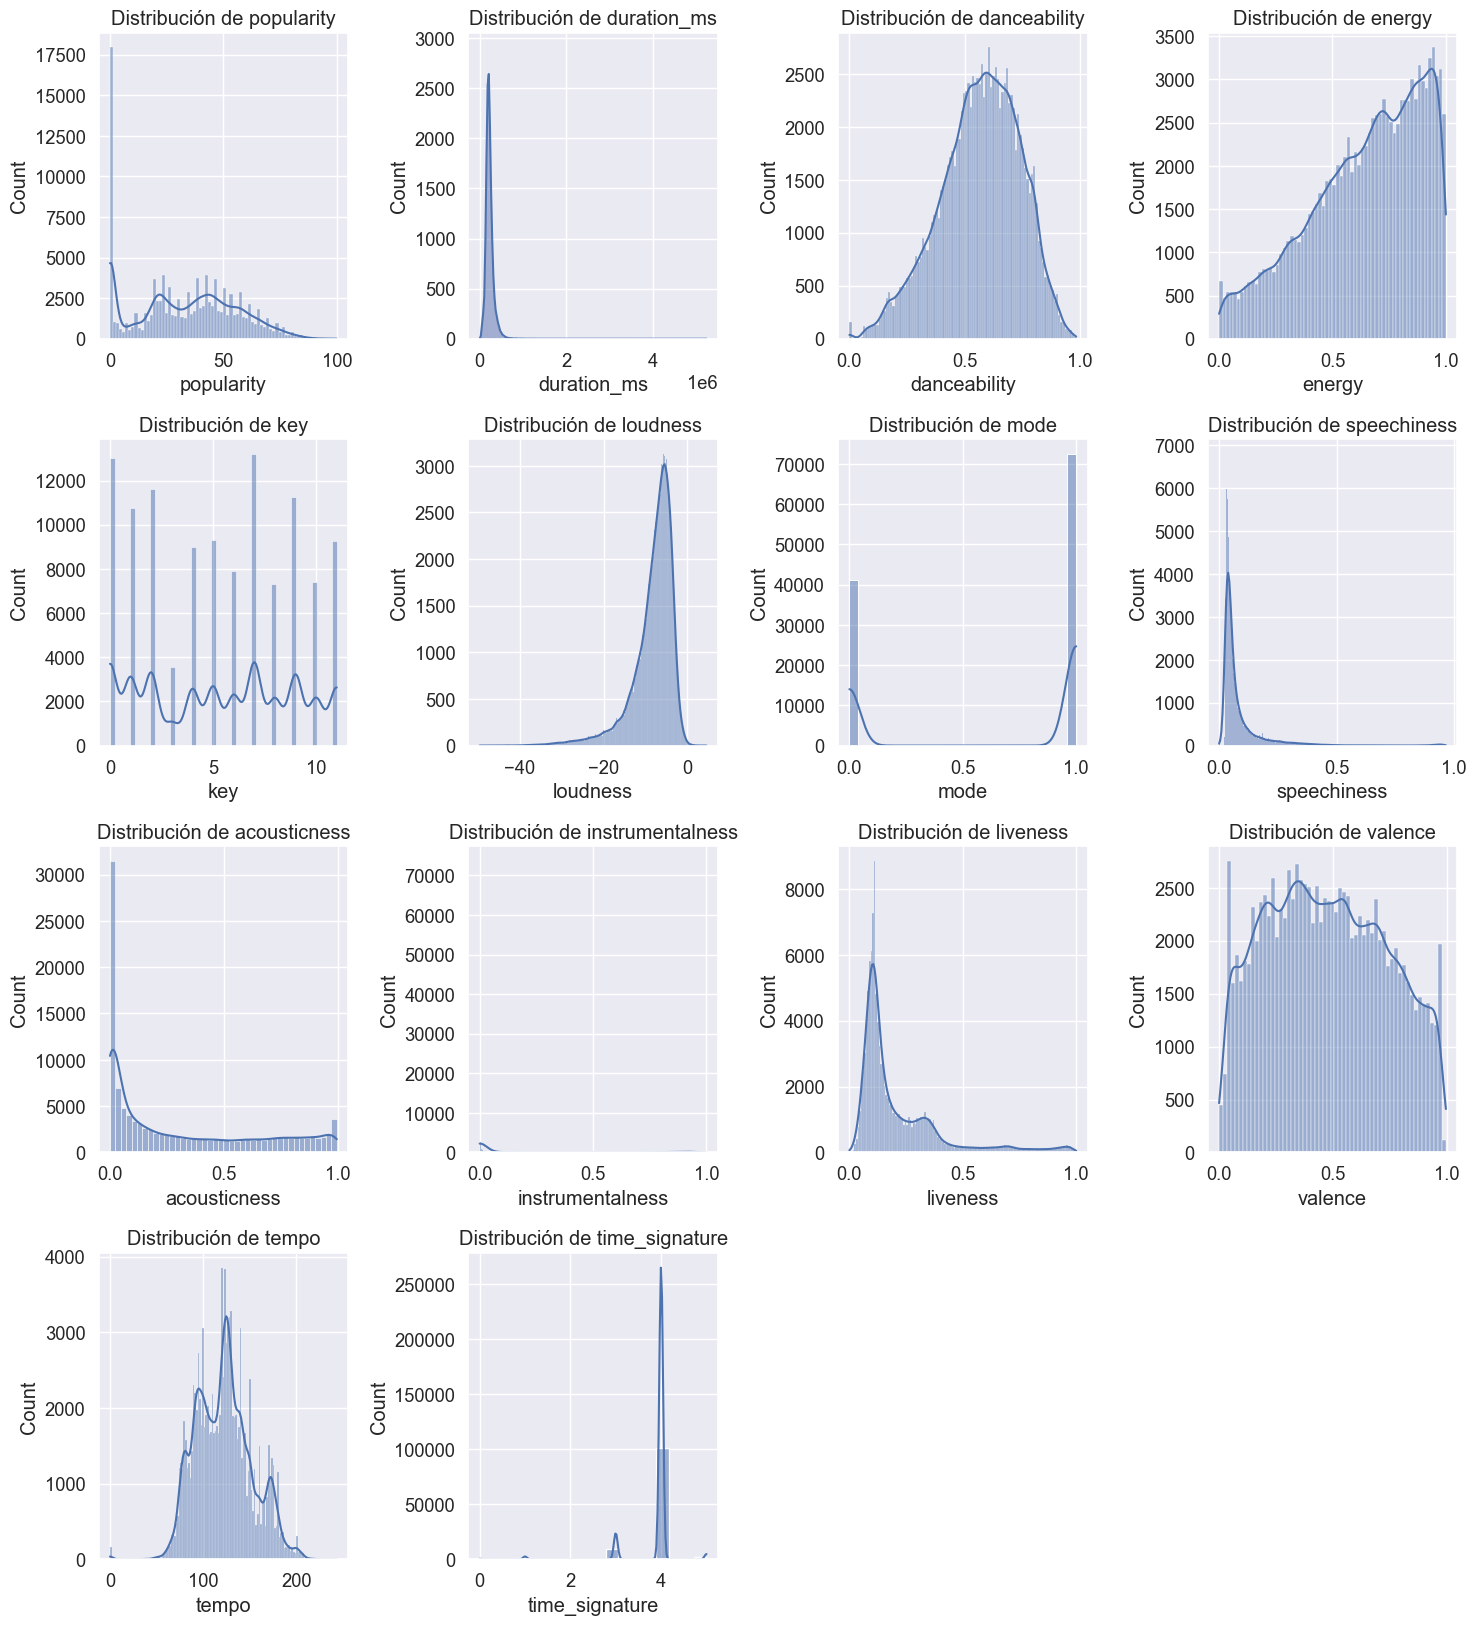 Distribución de popularity
17500
15000
12500
10000
7500
5000
2500
0
Count
0 50 100
popularity
Distribución de duration_ms
3000
2500
2000
1500
1000
500
0
Count
0 2 4
1e6
duration_ms
Distribución de danceability
2500
2000
1500
1000
500
0
Count
0.0 0.5 1.0
danceability
Distribución de energy
3500
3000
2500
2000
1500
1000
500
0
Count
0.0 0.5 1.0
energy
Distribución de key
12000
10000
8000
6000
4000
2000
0
Count
0 5 10
key
Distribución de loudness
3000
2500
2000
1500
1000
500
0
Count
−40 −20 0
loudness
Distribución de mode
70000
60000
50000
40000
30000
20000
10000
0
Count
0.0 0.5 1.0
mode
Distribución de speechiness
7000
6000
5000
4000
3000
2000
1000
0
Count
0.0 0.5 1.0
speechiness
Distribución de acousticness
30000
25000
20000
15000
10000
5000
0
Count
0.0 0.5 1.0
acousticness
Distribución de instrumentalness
70000
60000
50000
40000
30000
20000
10000
0
Count
0.0 0.5 1.0
instrumentalness
Distribución de liveness
8000
6000
4000
2000
0
Count
0.0 0.5 1.0
liveness
Distribución de valence
2500
2000
1500
1000
500
0
Count
0.0 0.5 1.0
valence
Distribución de tempo
4000
3000
2000
1000
0
Count
0 100 200
tempo
Distribución de time_signature
250000
200000
150000
100000
50000
0
Count
0 2 4
time_signature